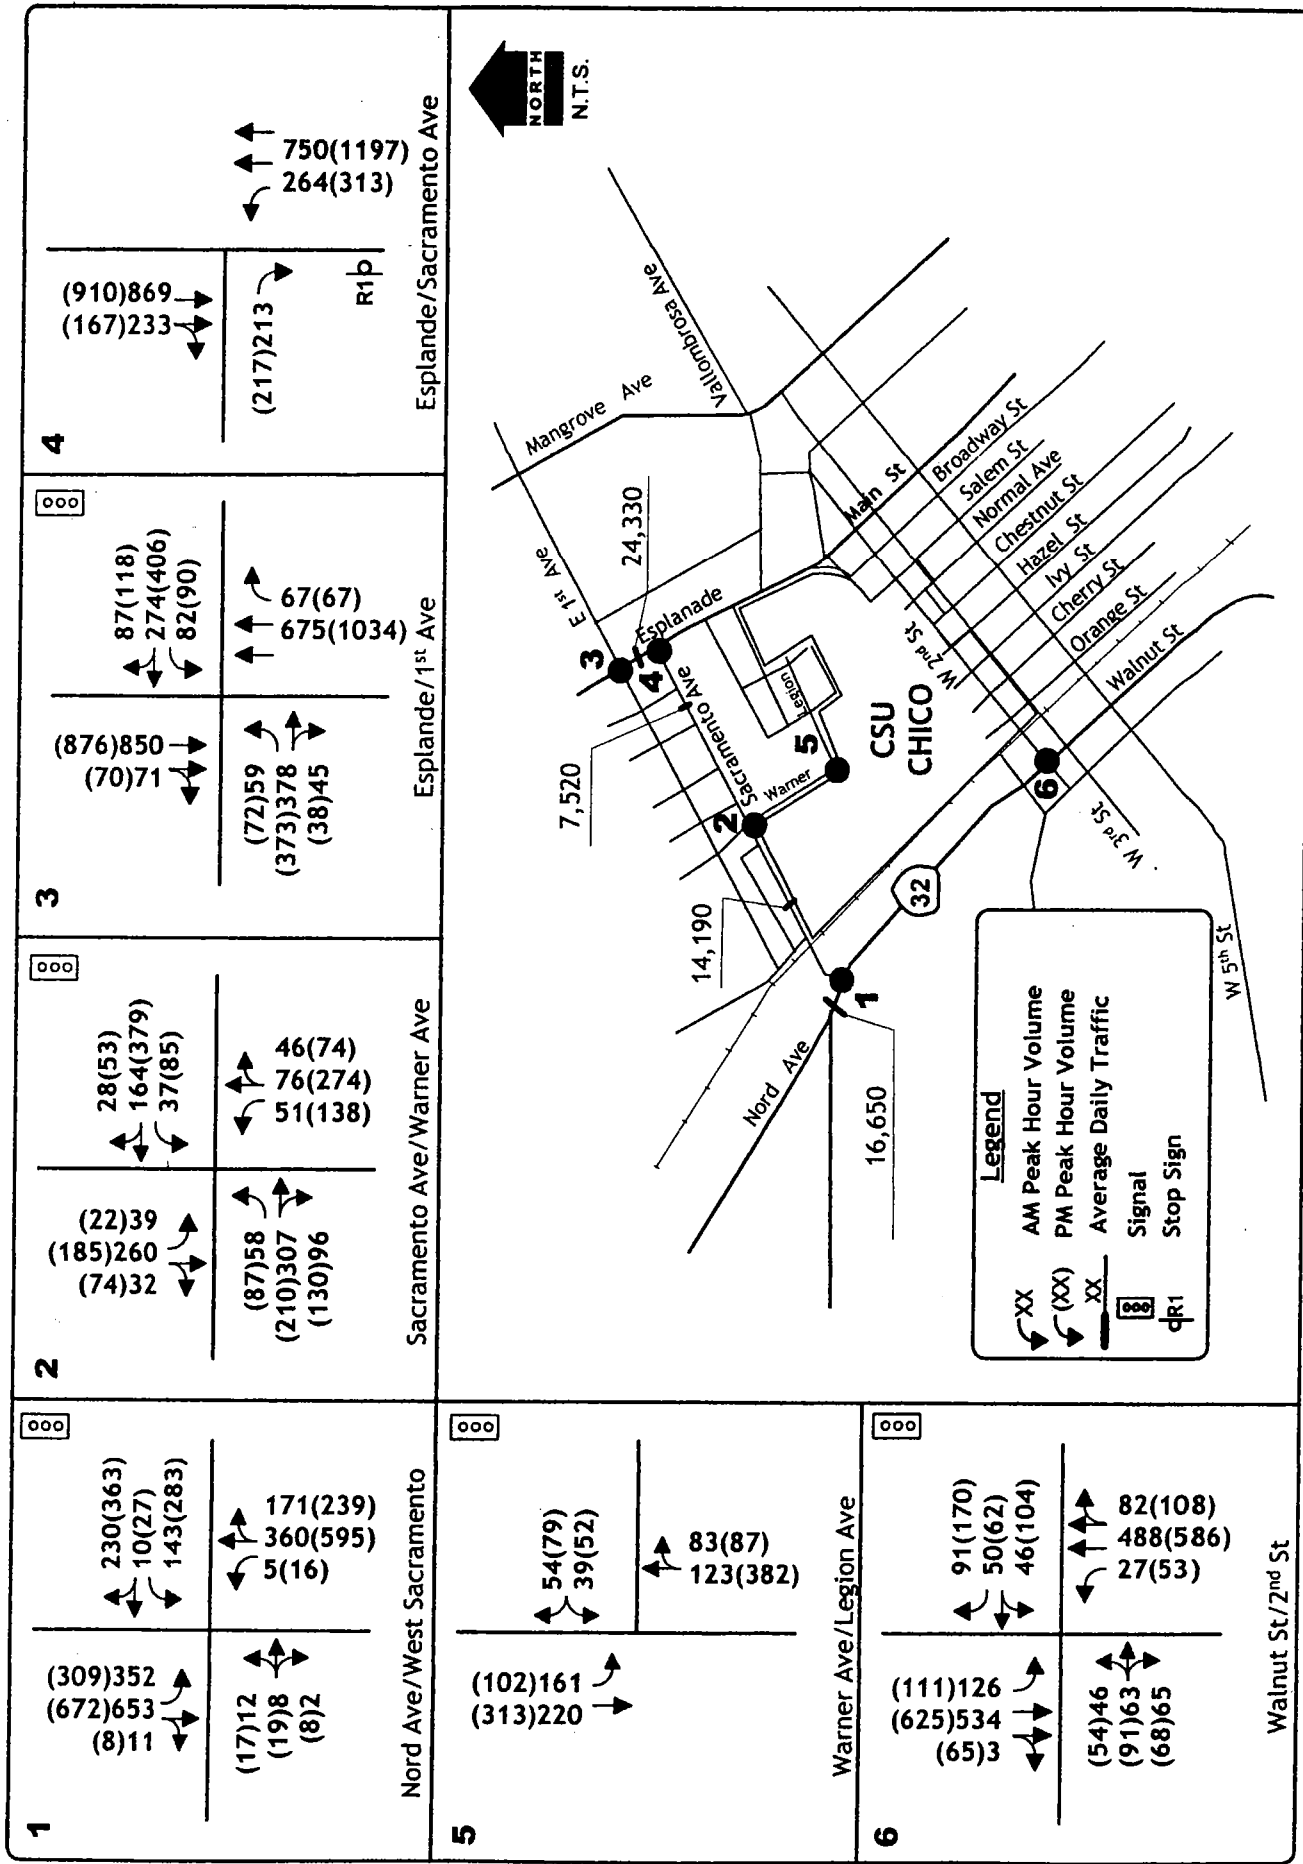 1
230(363)
10(27)
143(283)
(309)352
(672)653
(8)11
(17)12
(19)8
(8)2
171(239)
360(595)
5(16)
Nord Ave/West Sacramento
2
28(53)
164(379)
37(85)
(22)39
(185)260
(74)32
(87)58
(210)307
(130)96
46(74)
76(274)
51(138)
Sacramento Ave/Warner Ave
3
87(118)
274(406)
82(90)
(876)850
(70)71
(72)59
(373)378
(38)45
67(67)
675(1034)
Esplande/1st Ave
4
(910)869
(167)233
(217)213
R1
750(1197)
264(313)
Esplande/Sacramento Ave
5
54(79)
39(52)
(102)161
(313)220
83(87)
123(382)
Warner Ave/Legion Ave
6
91(170)
50(62)
46(104)
(111)126
(625)534
(65)3
(54)46
(91)63
(68)65
82(108)
488(586)
27(53)
Walnut St/2nd St
NORTH
N.T.S.
E 1st Ave
Mangrove Ave
Vallombrosa Ave
24,330
3
4
Esplanade
7,520
Sacramento Ave
2
Warner
Legion
5
CSU
CHICO
14,190
1
Nord Ave
16,650
32
6
Main St
Broadway St
Salem St
Normal Ave
Chestnut St
Hazel St
Ivy St
Cherry St
Orange St
Walnut St
W 2nd St
W 3rd St
W 5th St
Legend
XX AM Peak Hour Volume
(XX) PM Peak Hour Volume
XX Average Daily Traffic
Signal
R1 Stop Sign